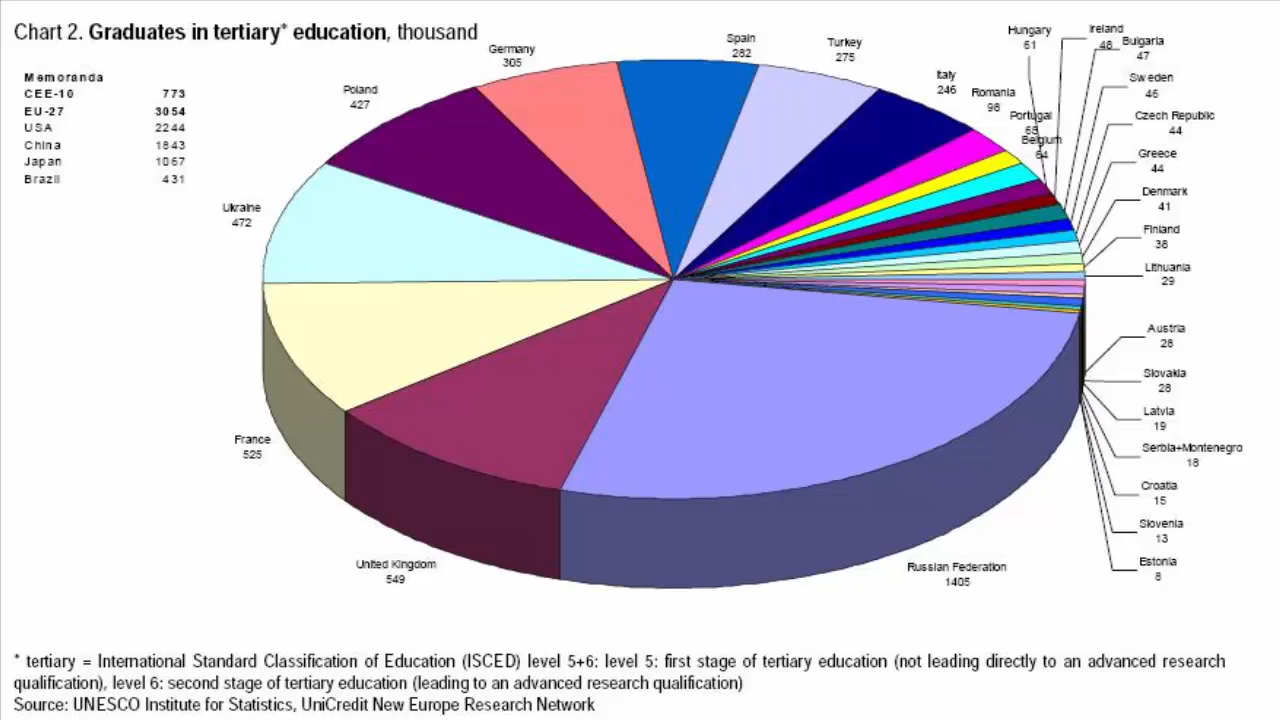 Chart 2. Graduates in tertiary* education, thousand
Memoranda
CEE-10 773
EU-27 3054
USA 2244
China 1843
Japan 1067
Brazil 431
Ukraine
472
Poland
427
Germany
305
Spain
282
Turkey
275
Italy
246
Romania
98
Portugal
68
Belgium
64
Hungary
61
Ireland
48
Bulgaria
47
Sweden
46
Czech Republic
44
Greece
44
Denmark
41
Finland
38
Lithuania
29
Austria
28
Slovakia
28
Latvia
19
Serbia+Montenegro
18
Croatia
15
Slovenia
13
Estonia
8
Russian Federation
1405
United Kingdom
549
France
525
* tertiary = International Standard Classification of Education (ISCED) level 5+6: level 5: first stage of tertiary education (not leading directly to an advanced research
qualification), level 6: second stage of tertiary education (leading to an advanced research qualification)
Source: UNESCO Institute for Statistics, UniCredit New Europe Research Network